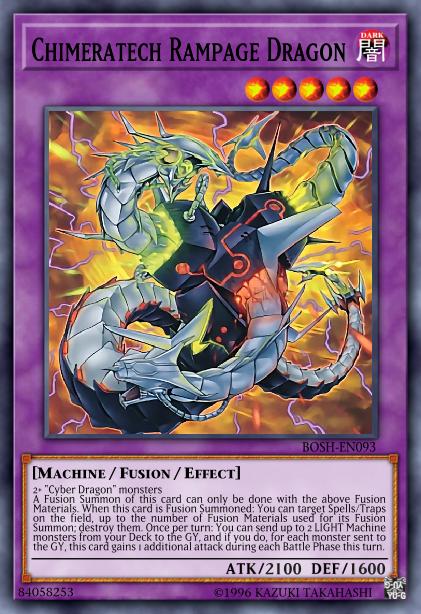 CHIMERATECH RAMPAGE DRAGON
DARK
闇
BOSH-EN093
[MACHINE / FUSION / EFFECT]
2+ "Cyber Dragon" monsters
A Fusion Summon of this card can only be done with the above Fusion
Materials. When this card is Fusion Summoned: You can target Spells/Traps
on the field, up to the number of Fusion Materials used for its Fusion
Summon; destroy them. Once per turn: You can send up to 2 LIGHT Machine
monsters from your Deck to the GY, and if you do, for each monster sent to
the GY, this card gains 1 additional attack during each Battle Phase this turn.
ATK/2100 DEF/1600
84058253
©1996 KAZUKI TAKAHASHI